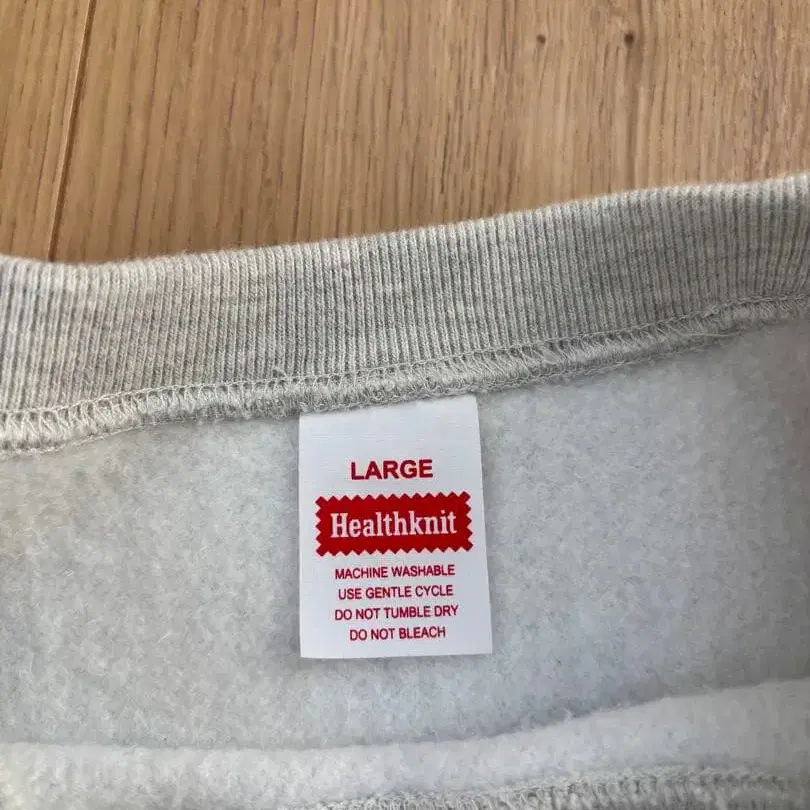 LARGE
Healthknit
MACHINE WASHABLE
USE GENTLE CYCLE
DO NOT TUMBLE DRY
DO NOT BLEACH